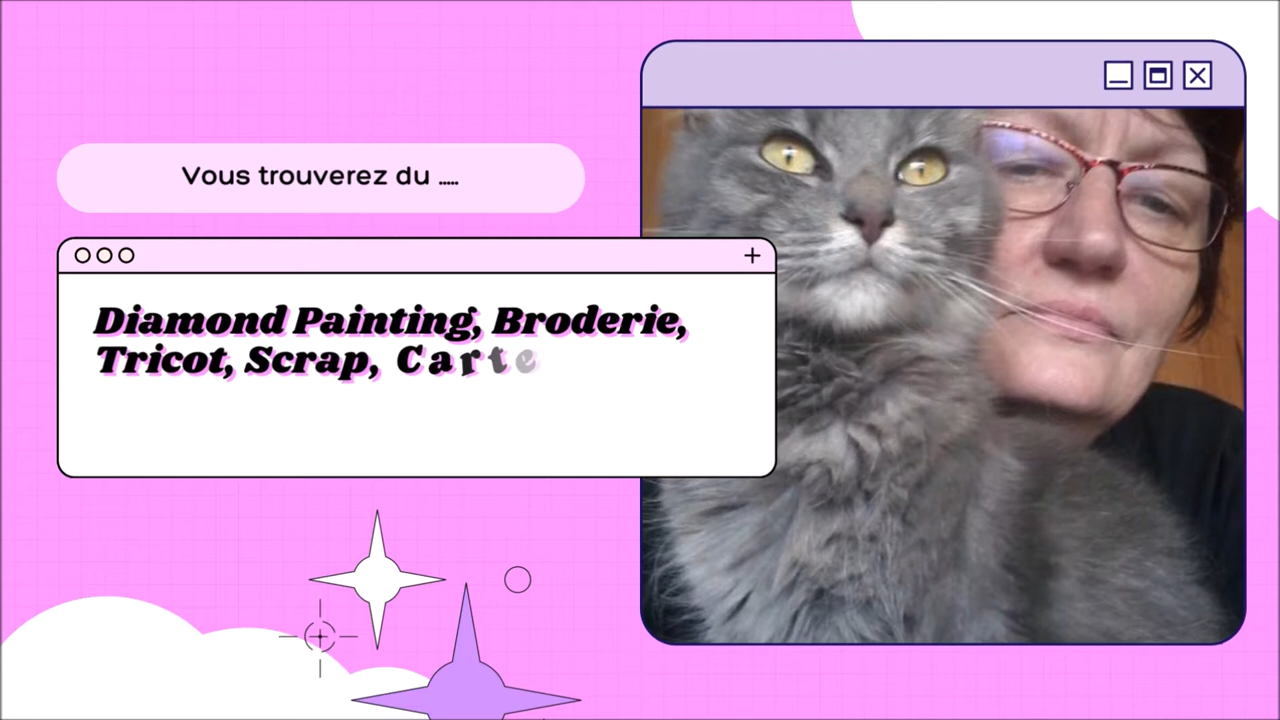 Vous trouverez du .....
Diamond Painting, Broderie,
Tricot, Scrap, Carte